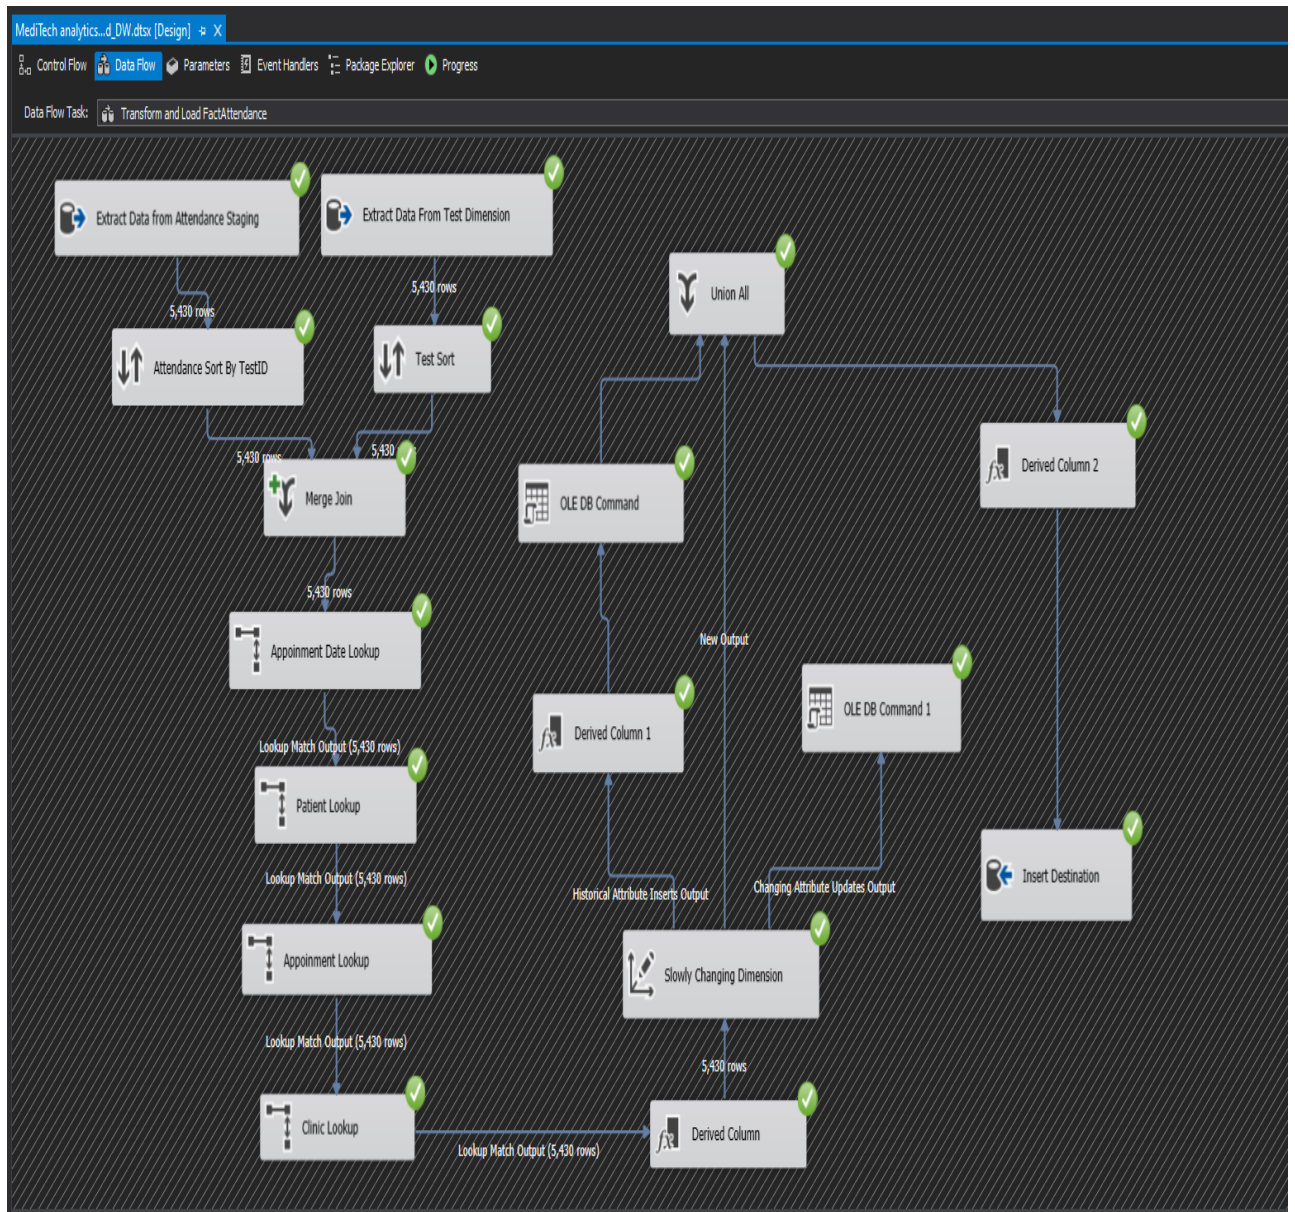 MediTech analytics...d_DW.dtsx [Design]
Control Flow Data Flow Parameters Event Handlers Package Explorer Progress
Data Flow Task: Transform and Load FactAttendance
Extract Data from Attendance Staging
Extract Data From Test Dimension
5,430 rows
5,430 rows
Attendance Sort By TestID
Test Sort
5,430 rows
5,430 rows
Merge Join
5,430 rows
Appoinment Date Lookup
Lookup Match Output (5,430 rows)
Patient Lookup
Lookup Match Output (5,430 rows)
Appoinment Lookup
Lookup Match Output (5,430 rows)
Clinic Lookup
Lookup Match Output (5,430 rows)
Derived Column
5,430 rows
Slowly Changing Dimension
Historical Attribute Inserts Output
New Output
Changing Attribute Updates Output
Derived Column 1
OLE DB Command 1
OLE DB Command
Union All
Derived Column 2
Insert Destination